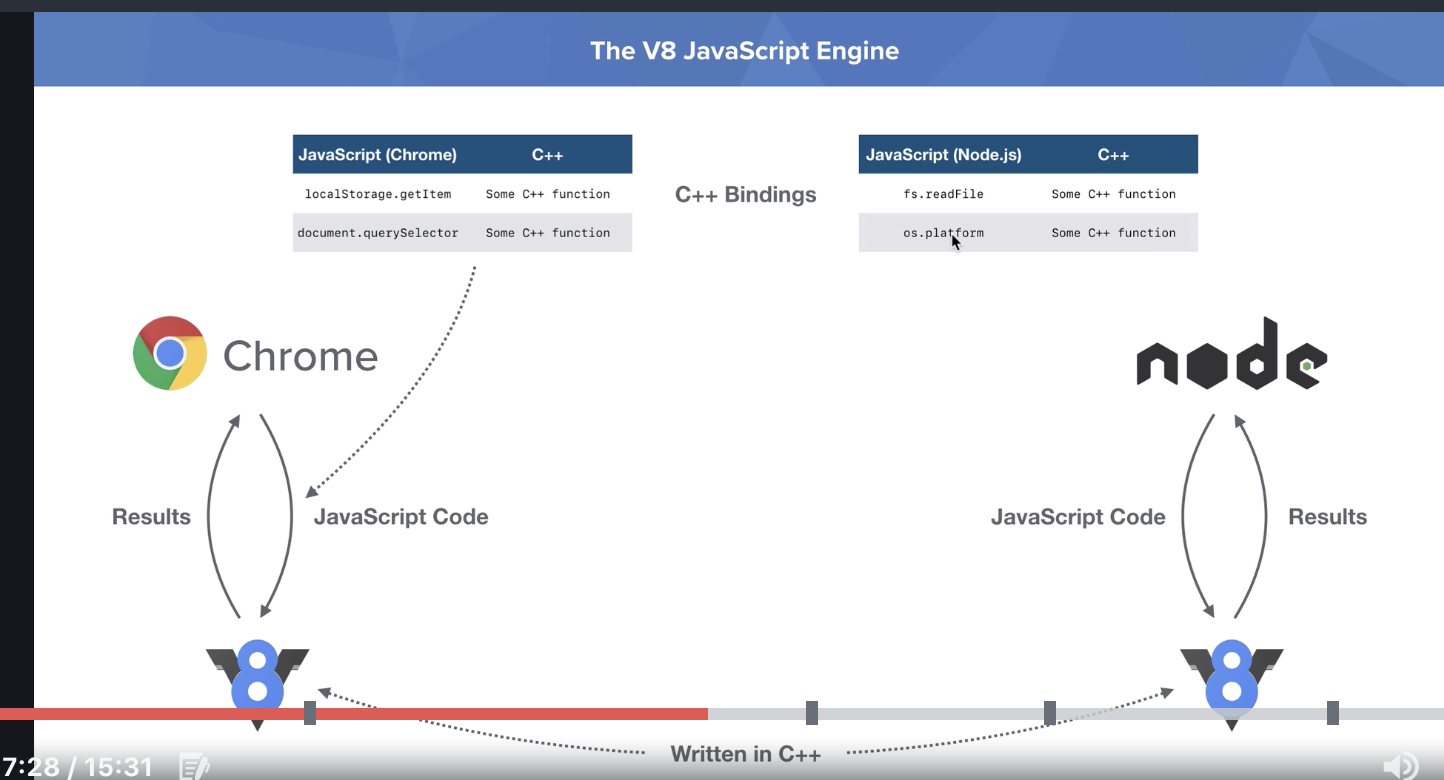 The V8 JavaScript Engine
JavaScript (Chrome) C++
localStorage.getItem Some C++ function
document.querySelector Some C++ function
C++ Bindings
JavaScript (Node.js) C++
fs.readFile Some C++ function
os.platform Some C++ function
Chrome
node
Results
JavaScript Code
JavaScript Code
Results
8
8
Written in C++
7:28 / 15:31